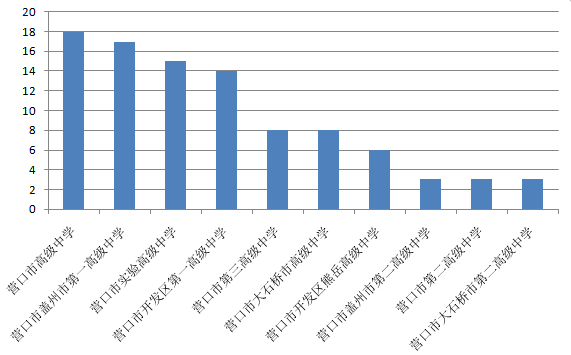 20
18
16
14
12
10
8
6
4
2
0
营口市高级中学
营口市盖州市第一高级中学
营口市实验高级中学
营口市开发区第一高级中学
营口市第三高级中学
营口市大石桥市高级中学
营口市开发区熊岳高级中学
营口市盖州市第二高级中学
营口市第二高级中学
营口市大石桥市第二高级中学